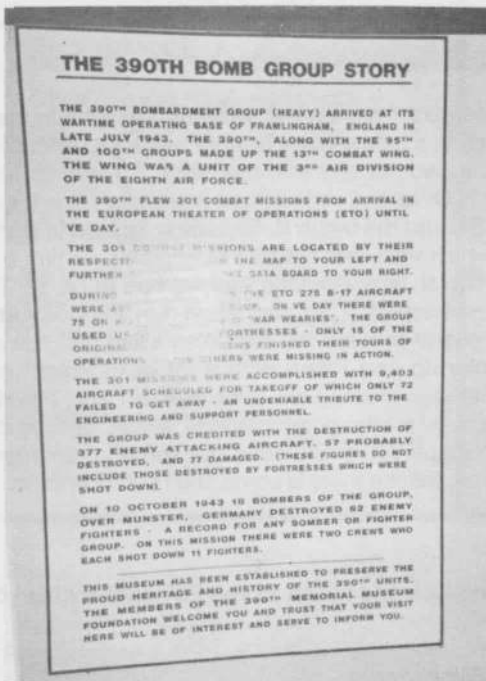 THE 390TH BOMB GROUP STORY
THE 390TH BOMBARDMENT GROUP (HEAVY) ARRIVED AT ITS
WARTIME OPERATING BASE OF FRAMLINGHAM, ENGLAND IN
LATE JULY 1943. THE 390TH, ALONG WITH THE 95TH
AND 100TH GROUPS MADE UP THE 13TH COMBAT WING.
THE WING WAS A UNIT OF THE 3RD AIR DIVISION
OF THE EIGHTH AIR FORCE.
THE 390TH FLEW 301 COMBAT MISSIONS FROM ARRIVAL IN
THE EUROPEAN THEATER OF OPERATIONS (ETO) UNTIL
VE DAY.
THE 301 COMBAT MISSIONS ARE LOCATED BY THEIR
THE MAP TO YOUR LEFT AND
FURTHER DATA BOARD TO YOUR RIGHT.
DURING ETO 275 B-17 AIRCRAFT
WERE ON VE DAY THERE WERE
75 "WAR WEARIES". THE GROUP
USED FORTRESSES - ONLY 15 OF THE
FINISHED THEIR TOURS OF
OPERATIONS OTHERS WERE MISSING IN ACTION.
THE 301 MISSIONS WERE ACCOMPLISHED WITH 9,403
AIRCRAFT SCHEDULED FOR TAKEOFF OF WHICH ONLY 72
FAILED TO GET AWAY - AN UNDENIABLE TRIBUTE TO THE
ENGINEERING AND SUPPORT PERSONNEL.
THE GROUP WAS CREDITED WITH THE DESTRUCTION OF
377 ENEMY ATTACKING AIRCRAFT, 57 PROBABLY
DESTROYED, AND 77 DAMAGED. (THESE FIGURES DO NOT
INCLUDE THOSE DESTROYED BY FORTRESSES WHICH WERE
SHOT DOWN).
ON 10 OCTOBER 1943 18 BOMBERS OF THE GROUP,
OVER MUNSTER, GERMANY DESTROYED 62 ENEMY
FIGHTERS - A RECORD FOR ANY BOMBER OR FIGHTER
GROUP. ON THIS MISSION THERE WERE TWO CREWS WHO
EACH SHOT DOWN 11 FIGHTERS.
THIS MUSEUM HAS BEEN ESTABLISHED TO PRESERVE THE
PROUD HERITAGE AND HISTORY OF THE 390TH UNITS.
THE MEMBERS OF THE 390TH MEMORIAL MUSEUM
FOUNDATION WELCOME YOU AND TRUST THAT YOUR VISIT
HERE WILL BE OF INTEREST AND SERVE TO INFORM YOU.